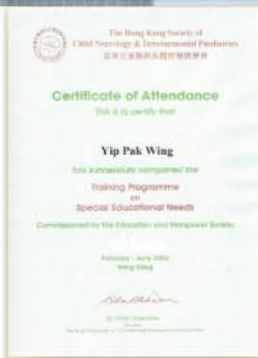 The Hong Kong Society of
Child Neurology & Developmental Paediatrics
Certificate of Attendance
This is to certify that
Yip Pak Wing
has successfully completed the
Training Programme
on
Special Educational Needs
Commissioned by the Education and Manpower Bureau
February - June
Hong Kong